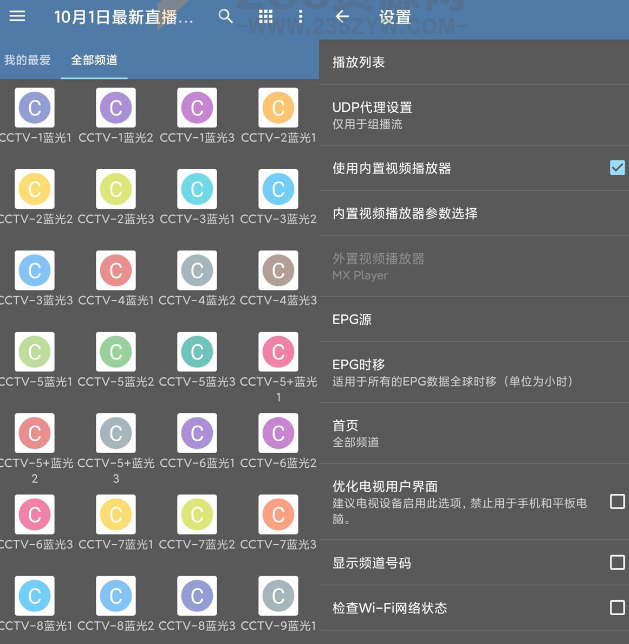 10月1日最新直播...
我的最爱 全部频道
C C C C
CCTV-1蓝光1 CCTV-1蓝光2 CCTV-1蓝光3 CCTV-2蓝光1
C C C C
CCTV-2蓝光2 CCTV-2蓝光3 CCTV-3蓝光1 CCTV-3蓝光2
C C C C
CCTV-3蓝光3 CCTV-4蓝光1 CCTV-4蓝光2 CCTV-4蓝光3
C C C C
CCTV-5蓝光1 CCTV-5蓝光2 CCTV-5蓝光3 CCTV-5+蓝光
1
C C C C
CCTV-5+蓝光 CCTV-5+蓝光 CCTV-6蓝光1 CCTV-6蓝光2
2 3
C C C C
CCTV-6蓝光3 CCTV-7蓝光1 CCTV-7蓝光2 CCTV-7蓝光3
C C C C
CCTV-8蓝光1 CCTV-8蓝光2 CCTV-8蓝光3 CCTV-9蓝光1
设置
播放列表
UDP代理设置
仅用于组播流
使用内置视频播放器
内置视频播放器参数选择
外置视频播放器
MX Player
EPG源
EPG时移
适用于所有的EPG数据全球时移（单位为小时）
首页
全部频道
优化电视用户界面
建议电视设备启用此选项, 禁止用于手机和平板电
脑。
显示频道号码
检查Wi-Fi网络状态